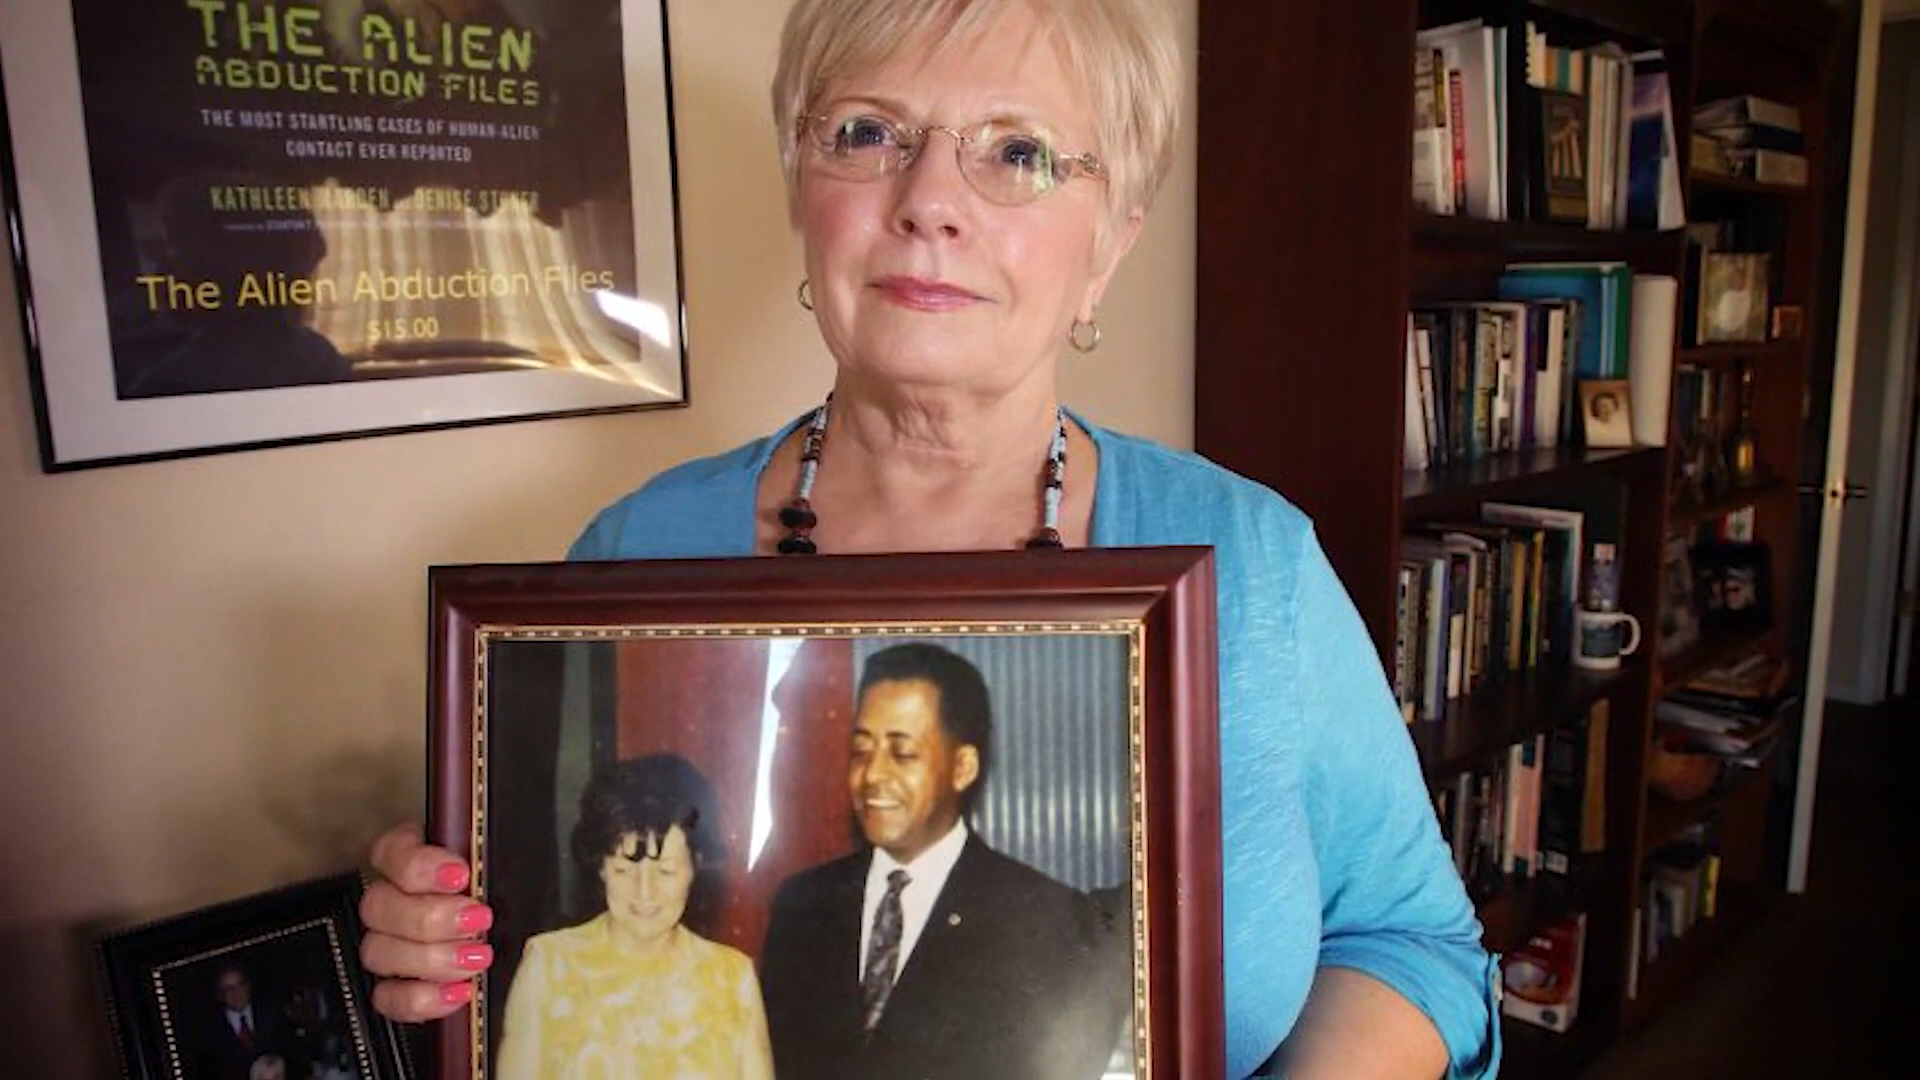 THE ALIEN
ABDUCTION FILES
THE MOST STARTLING CASES OF HUMAN-ALIEN
CONTACT EVER REPORTED
KATHLEEN MARDEN DENISE STONER
The Alien Abduction Files
$15.00